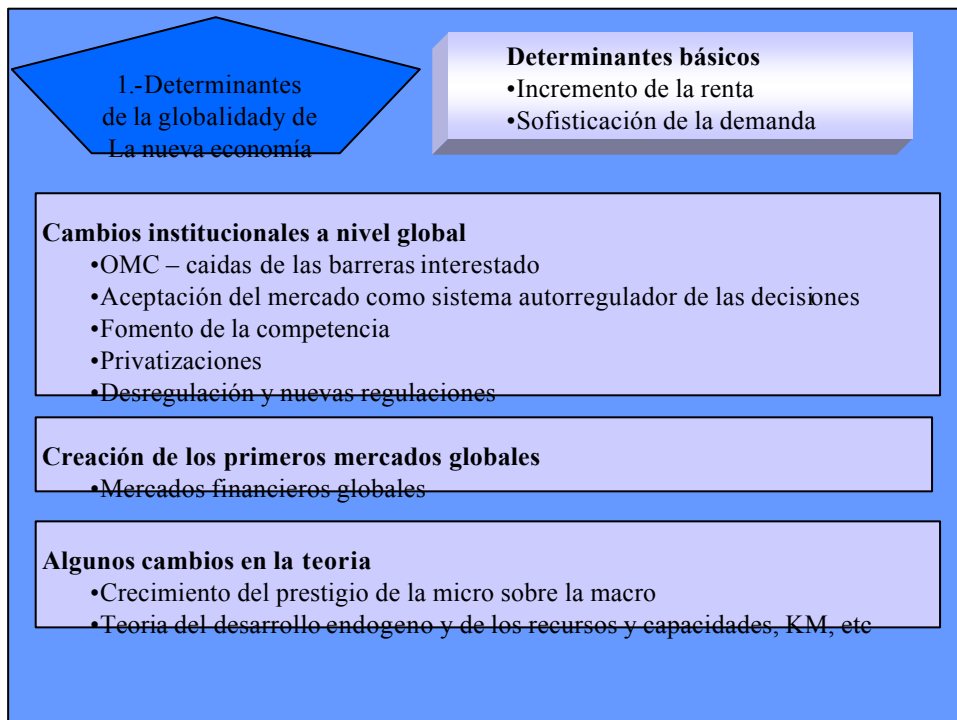 1.-Determinantes
de la globalidady de
La nueva economía
Determinantes básicos
•Incremento de la renta
•Sofisticación de la demanda
Cambios institucionales a nivel global
•OMC – caidas de las barreras interestado
•Aceptación del mercado como sistema autorregulador de las decisiones
•Fomento de la competencia
•Privatizaciones
•Desregulación y nuevas regulaciones
Creación de los primeros mercados globales
•Mercados financieros globales
Algunos cambios en la teoria
•Crecimiento del prestigio de la micro sobre la macro
•Teoria del desarrollo endogeno y de los recursos y capacidades, KM, etc